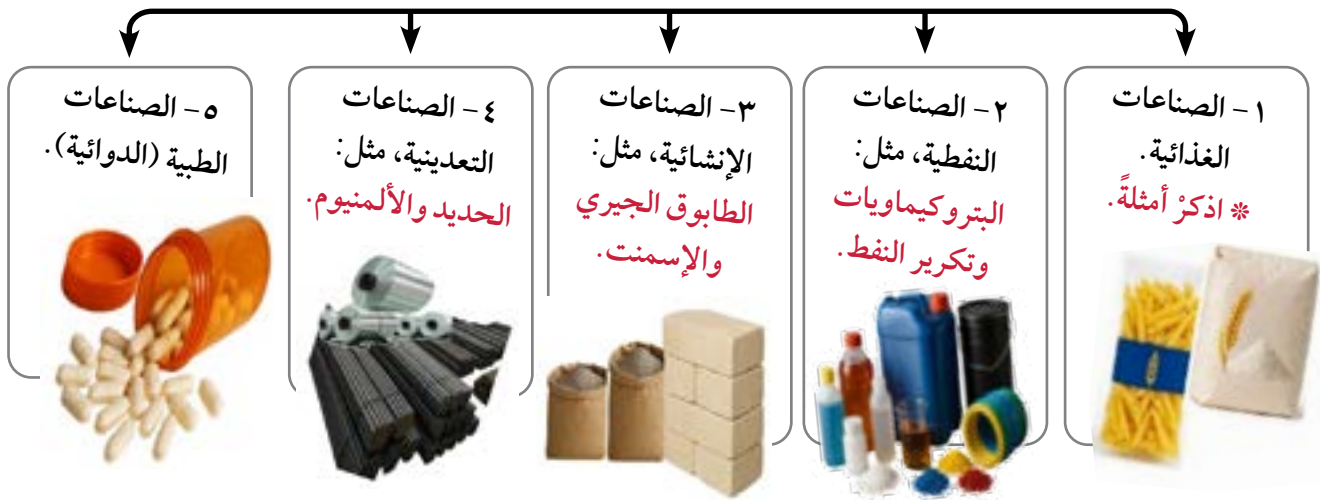 ١- الصناعات
الغذائية.
* اذكرْ أمثلةً.
٢- الصناعات
النفطية، مثل:
البتروكيماويات
وتكرير النفط.
٣- الصناعات
الإنشائية، مثل:
الطابوق الجيري
والإسمنت.
٤- الصناعات
التعدينية، مثل:
الحديد والألمنيوم.
٥- الصناعات
الطبية (الدوائية).